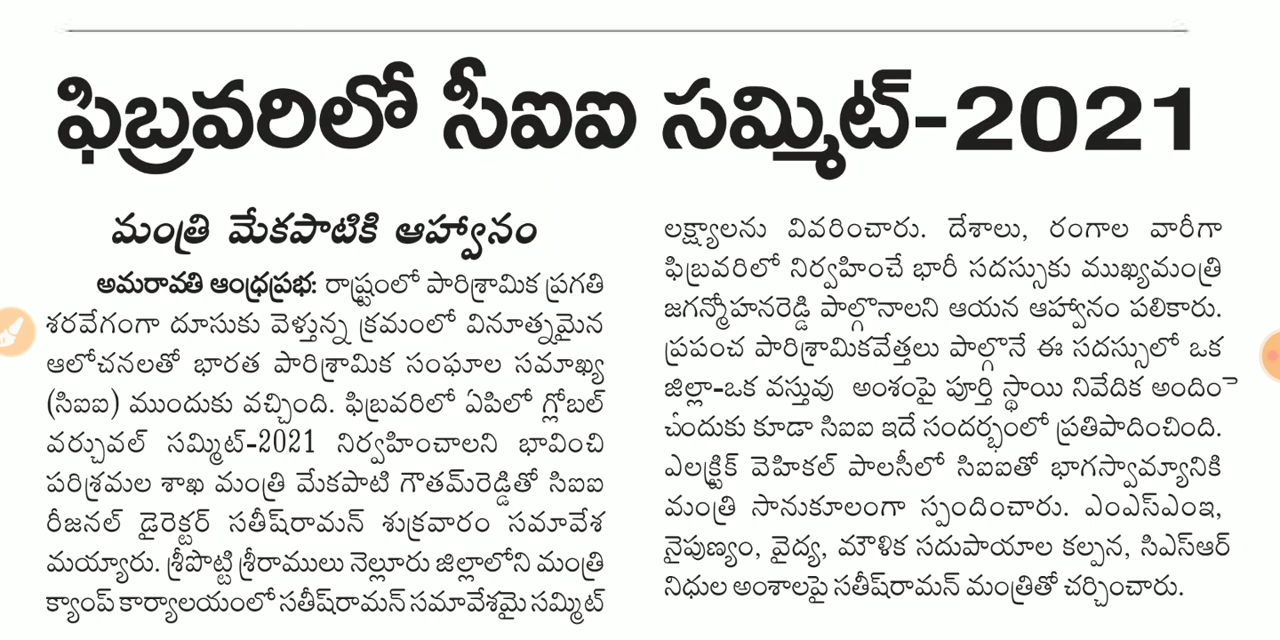 ఫిబ్రవరిలో సీఐఐ సమ్మిట్-2021
మంత్రి మేకపాటికి ఆహ్వానం
అమరావతి ఆంధ్రప్రభ: రాష్ట్రంలో పారిశ్రామిక ప్రగతి
శరవేగంగా దూసుకు వెళ్తున్న క్రమంలో వినూత్నమైన
ఆలోచనలతో భారత పారిశ్రామిక సంఘాల సమాఖ్య
(సిఐఐ) ముందుకు వచ్చింది. ఫిబ్రవరిలో ఏపిలో గ్లోబల్
వర్చువల్ సమ్మిట్-2021 నిర్వహించాలని భావించి
పరిశ్రమల శాఖ మంత్రి మేకపాటి గౌతమ్‌రెడ్డితో సిఐఐ
రీజనల్ డైరెక్టర్ సతీష్‌రామన్ శుక్రవారం సమావేశ
మయ్యారు. శ్రీపొట్టి శ్రీరాములు నెల్లూరు జిల్లాలోని మంత్రి
క్యాంప్ కార్యాలయంలో సతీష్‌రామన్ సమావేశమై సమ్మిట్
లక్ష్యాలను వివరించారు. దేశాలు, రంగాల వారీగా
ఫిబ్రవరిలో నిర్వహించే భారీ సదస్సుకు ముఖ్యమంత్రి
జగన్మోహనరెడ్డి పాల్గొనాలని ఆయన ఆహ్వానం పలికారు.
ప్రపంచ పారిశ్రామికవేత్తలు పాల్గొనే ఈ సదస్సులో ఒక
జిల్లా-ఒక వస్తువు అంశంపై పూర్తి స్థాయి నివేదిక అందిం
చేందుకు కూడా సిఐఐ ఇదే సందర్భంలో ప్రతిపాదించింది.
ఎలక్ట్రిక్ వెహికల్ పాలసీలో సిఐఐతో భాగస్వామ్యానికి
మంత్రి సానుకూలంగా స్పందించారు. ఎంఎస్ఎంఇ,
నైపుణ్యం, వైద్య, మౌళిక సదుపాయాల కల్పన, సిఎస్ఆర్
నిధుల అంశాలపై సతీష్‌రామన్ మంత్రితో చర్చించారు.